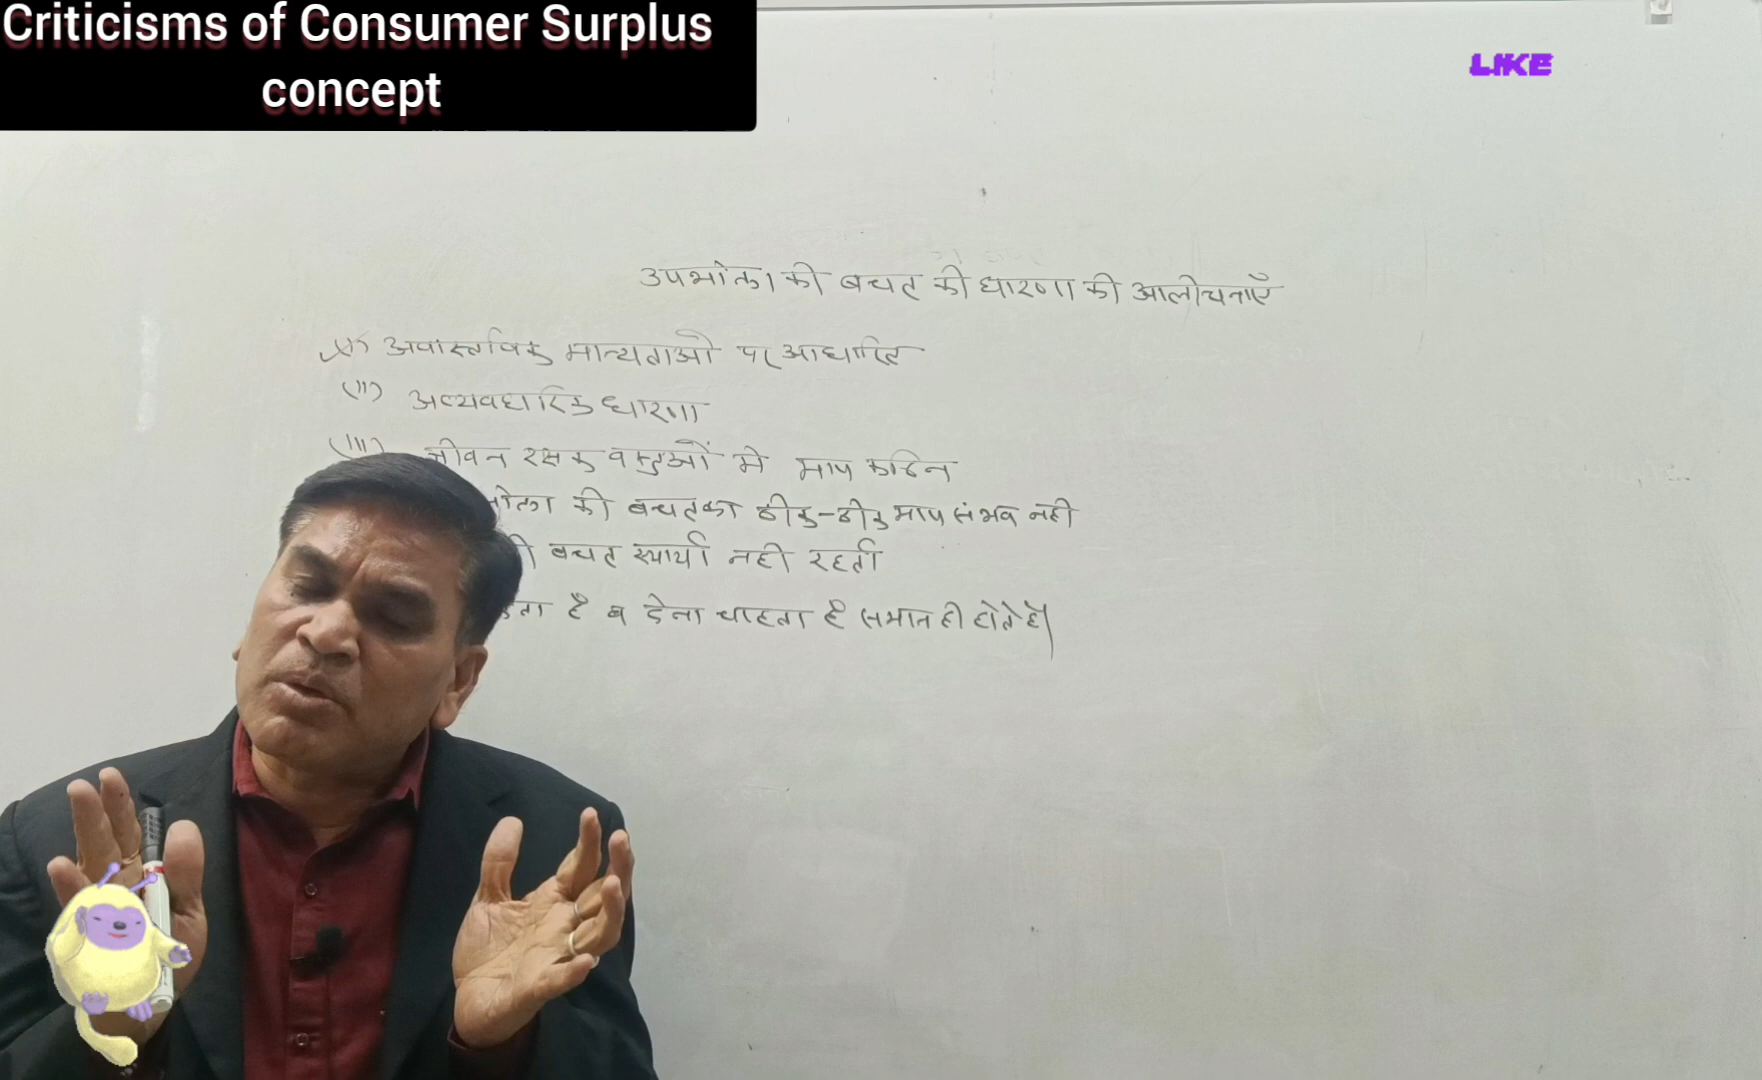 Criticisms of Consumer Surplus
concept
LIKE
उपभोक्ता की बचत की धारणा की आलोचनाएँ
अवास्तविक मान्यताओं पर आधारित
(II) अव्यवहारिक धारणा
(III) जीवन रक्षक वस्तुओं में माप कठिन
की बचत का ठीक-ठीक माप संभव नही
बचत स्थायी नही रहती
है व देना चाहता है समान ही होते है